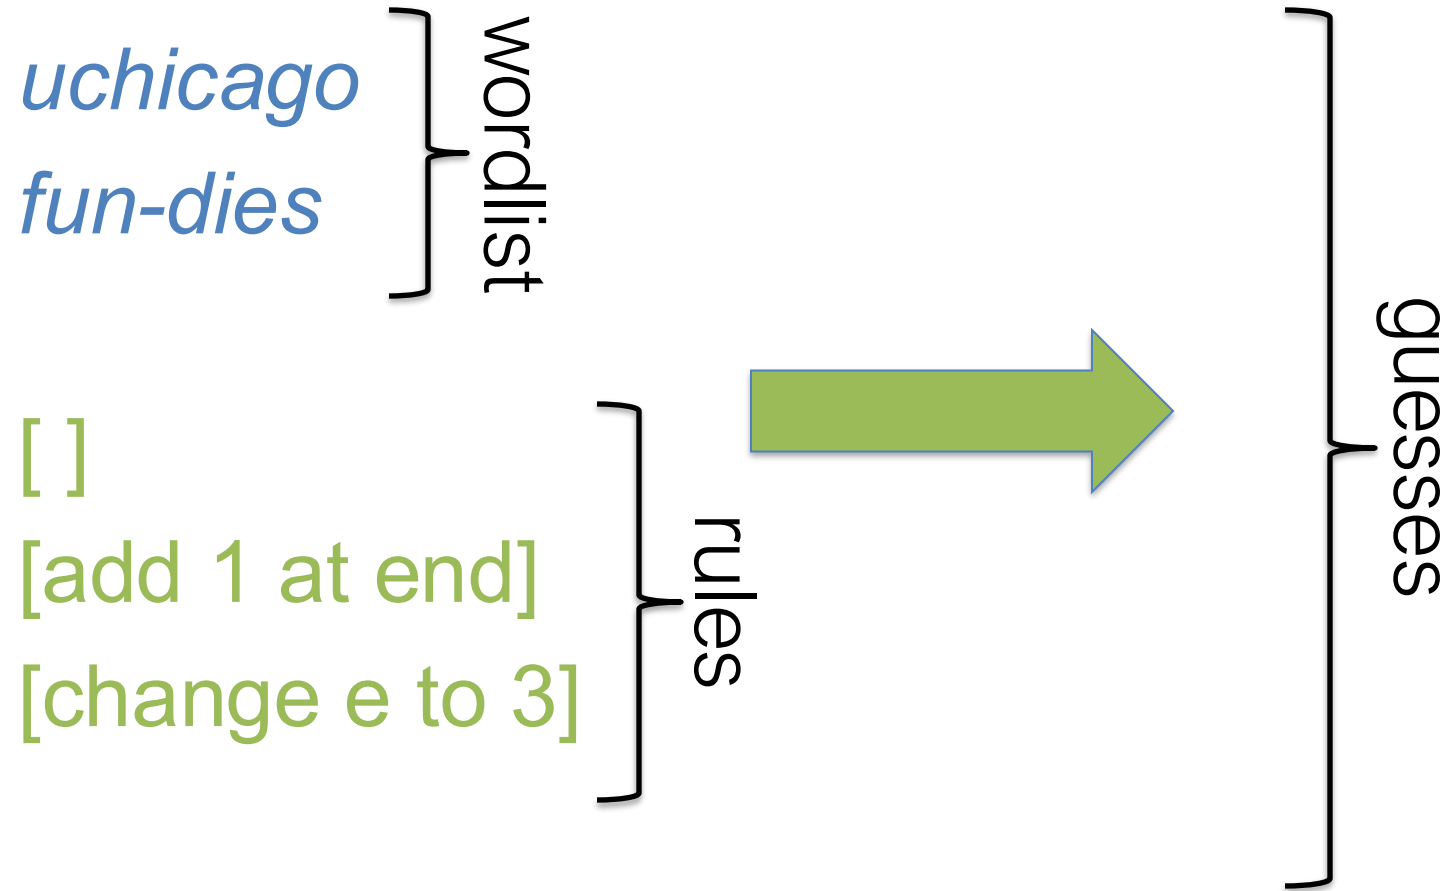 uchicago
fun-dies
wordlist
[ ]
[add 1 at end]
[change e to 3]
rules
guesses